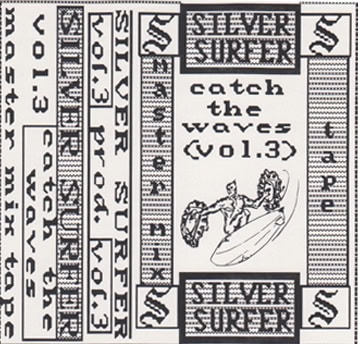 SILVER SURFER
vol.3 catch the
waves
master mix tape
SILVER SURFER
vol.3 prod. vol.3
S
SILVER
SURFER
S
master mix
catch
the
waves
(vol.3)
tape
S
SILVER
SURFER
S